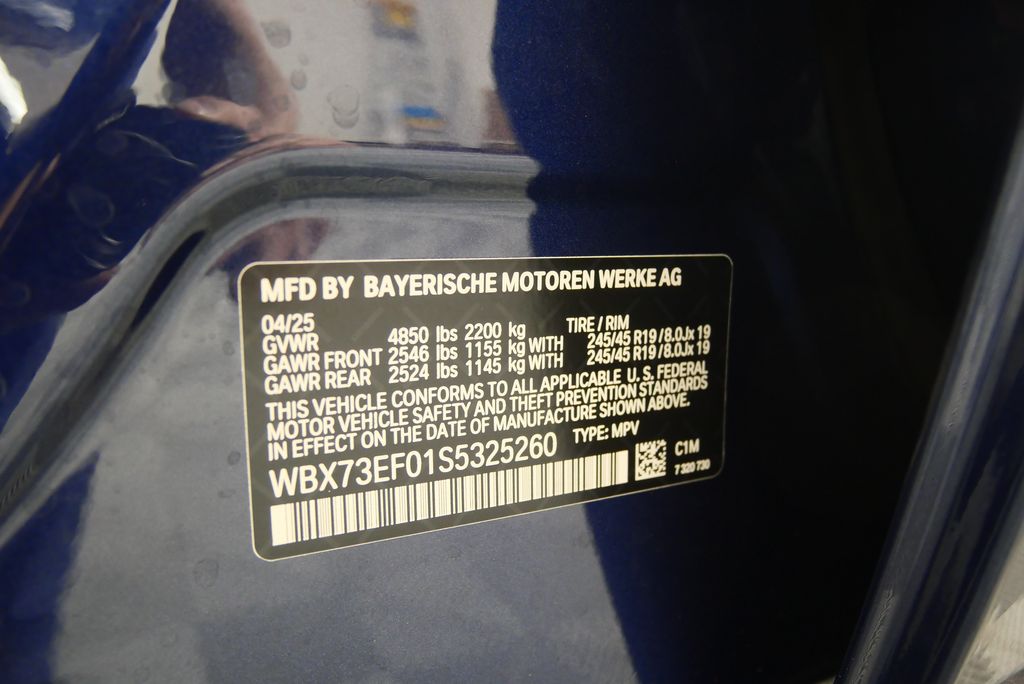 MFD BY BAYERISCHE MOTOREN WERKE AG
04/25 TIRE / RIM
GVWR 4850 lbs 2200 kg
GAWR FRONT 2546 lbs 1155 kg WITH 245/45 R19/8.0Jx 19
GAWR REAR 2524 lbs 1145 kg WITH 245/45 R19/8.0Jx 19
THIS VEHICLE CONFORMS TO ALL APPLICABLE U. S. FEDERAL
MOTOR VEHICLE SAFETY AND THEFT PREVENTION STANDARDS
IN EFFECT ON THE DATE OF MANUFACTURE SHOWN ABOVE.
WBX73EF01S5325260 TYPE: MPV
C1M
7 320 730